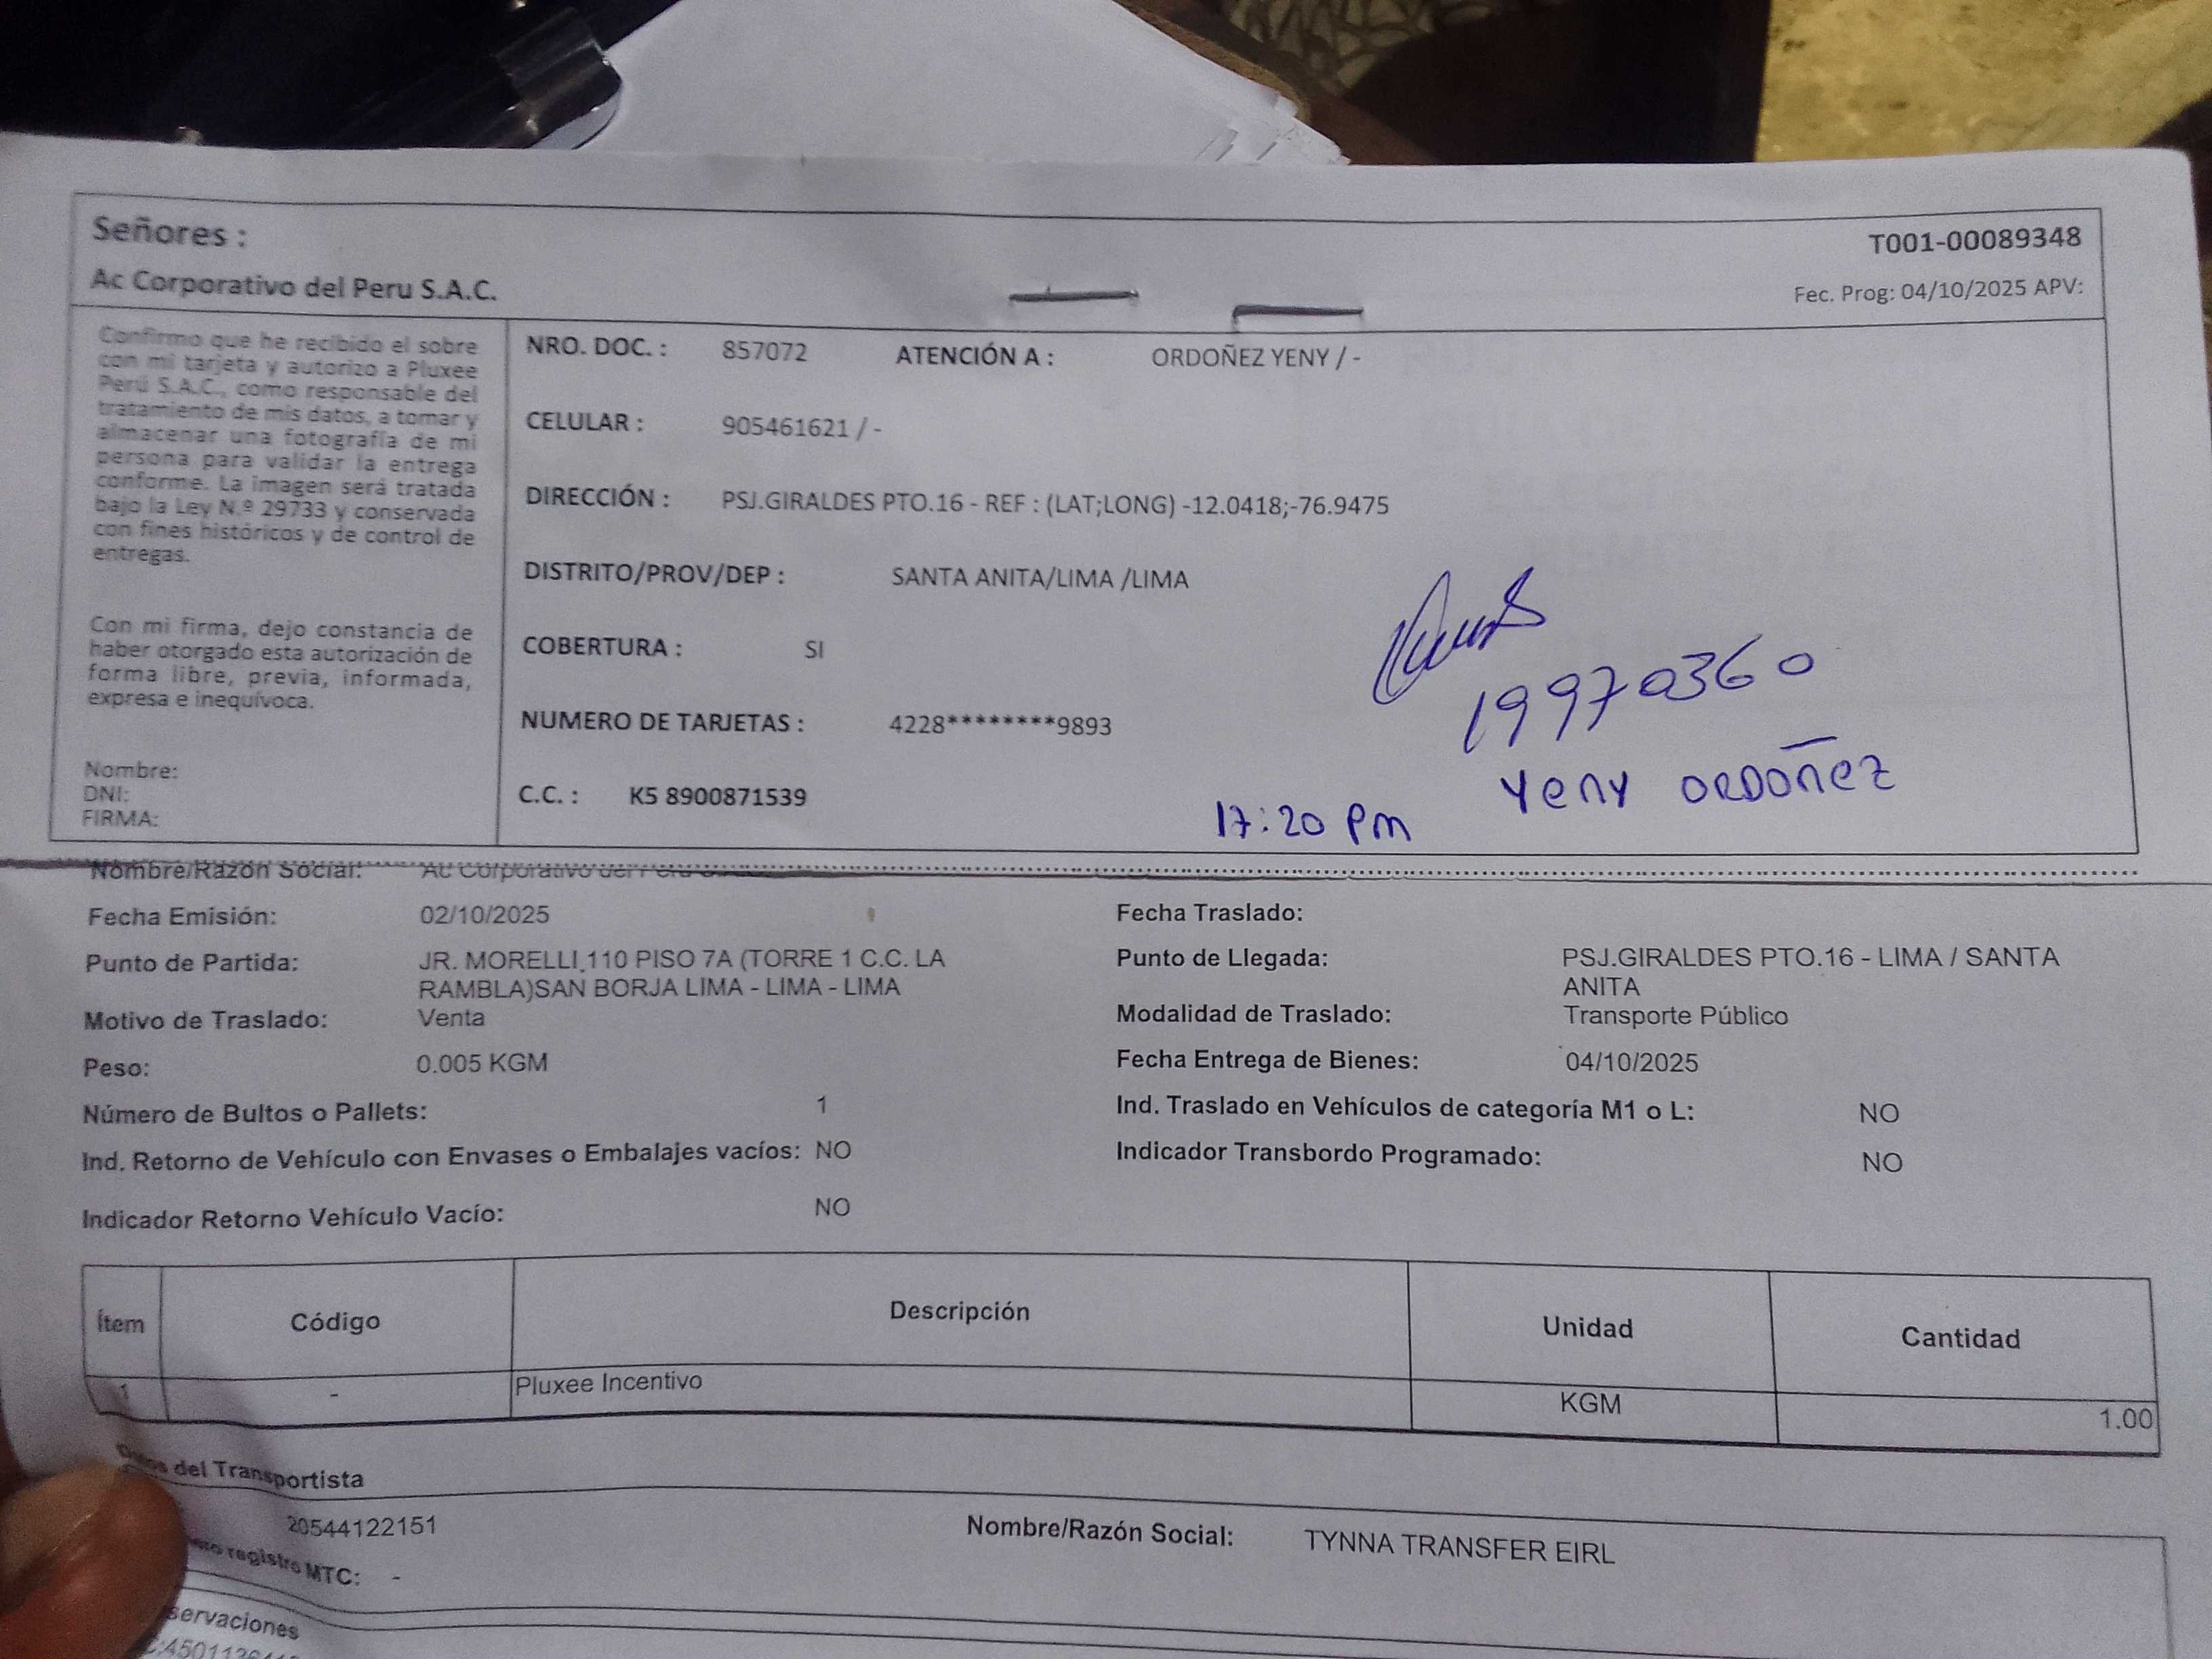 Señores :
T001-00089348
Ac Corporativo del Peru S.A.C.
Fec. Prog: 04/10/2025 APV:
Confirmo que he recibido el sobre
con mi tarjeta y autorizo a Pluxee
Perú S.A.C., como responsable del
tratamiento de mis datos, a tomar y
almacenar una fotografía de mi
persona para validar la entrega
conforme. La imagen será tratada
bajo la Ley N.º 29733 y conservada
con fines históricos y de control de
entregas.
Con mi firma, dejo constancia de
haber otorgado esta autorización de
forma libre, previa, informada,
expresa e inequívoca.
Nombre:
DNI:
FIRMA:
NRO. DOC. : 857072 ATENCIÓN A : ORDOÑEZ YENY / -
CELULAR : 905461621 / -
DIRECCIÓN : PSJ.GIRALDES PTO.16 - REF : (LAT;LONG) -12.0418;-76.9475
DISTRITO/PROV/DEP : SANTA ANITA/LIMA /LIMA
COBERTURA : SI
NUMERO DE TARJETAS : 4228********9893
C.C. : K5 8900871539
19970360
Yeny ORDOÑEZ
17:20 Pm
Nombre/Razón Social: Ac Corporativo del Peru
Fecha Emisión: 02/10/2025 Fecha Traslado:
Punto de Partida: JR. MORELLI 110 PISO 7A (TORRE 1 C.C. LA
RAMBLA)SAN BORJA LIMA - LIMA - LIMA
Punto de Llegada: PSJ.GIRALDES PTO.16 - LIMA / SANTA
ANITA
Motivo de Traslado: Venta Modalidad de Traslado: Transporte Público
Peso: 0.005 KGM Fecha Entrega de Bienes: 04/10/2025
Número de Bultos o Pallets: 1 Ind. Traslado en Vehículos de categoría M1 o L: NO
Ind. Retorno de Vehículo con Envases o Embalajes vacíos: NO Indicador Transbordo Programado: NO
Indicador Retorno Vehículo Vacío: NO
Ítem Código Descripción Unidad Cantidad
1 - Pluxee Incentivo KGM 1.00
Datos del Transportista
20544122151 Nombre/Razón Social: TYNNA TRANSFER EIRL
registro MTC: -
servaciones